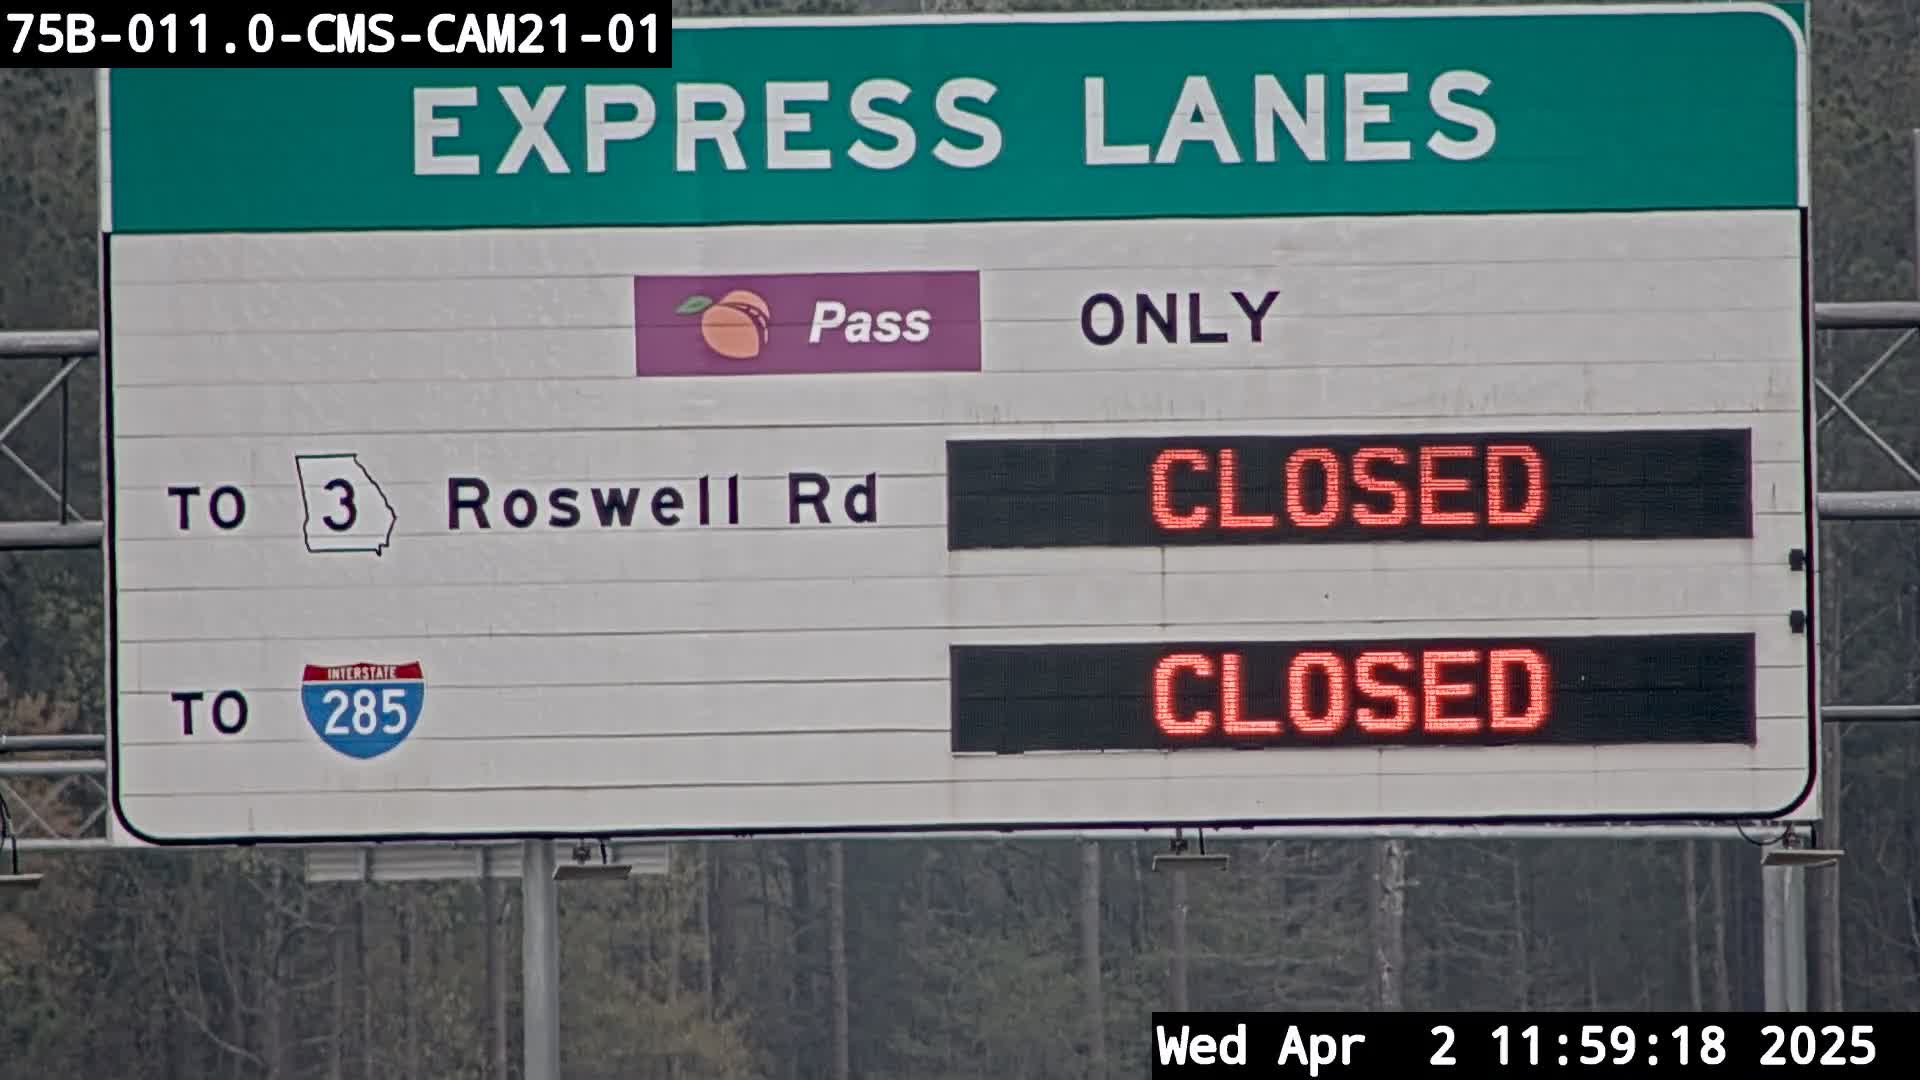 75B-011.0-CMS-CAM21-01
EXPRESS LANES
Pass ONLY
TO 3 Roswell Rd CLOSED
TO INTERSTATE 285 CLOSED
Wed Apr 2 11:59:18 2025